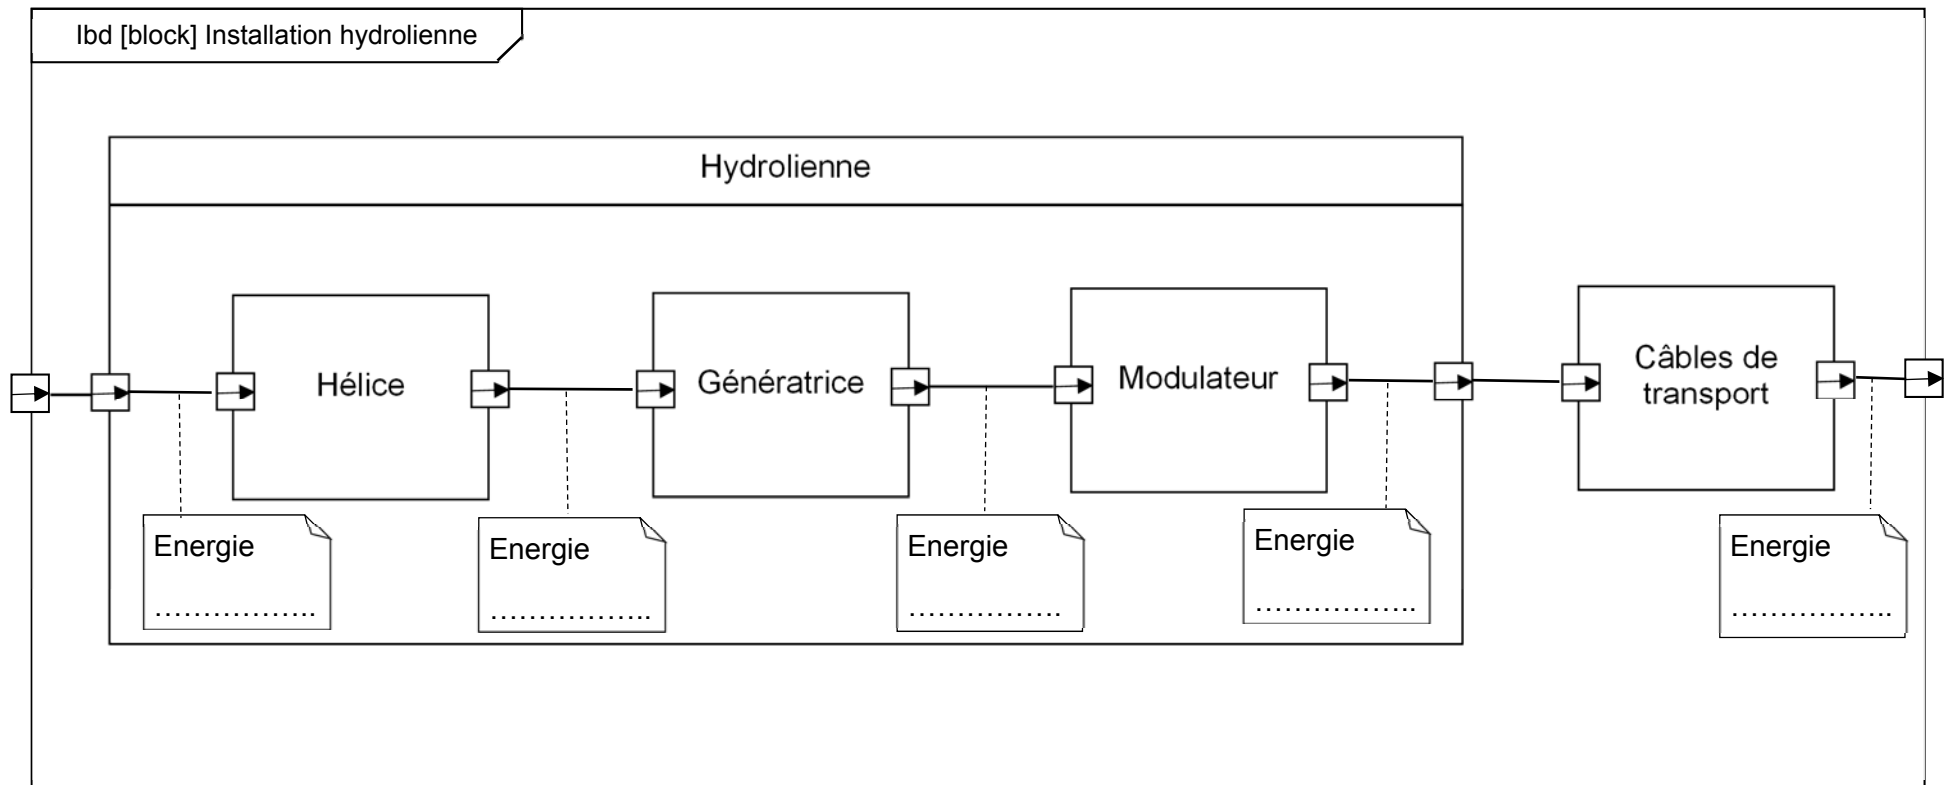 Ibd [block] Installation hydrolienne
Hydrolienne
Hélice
Génératrice
Modulateur
Câbles de
transport
Energie
……………..
Energie
……………..
Energie
…………….
Energie
……………..
Energie
……………..